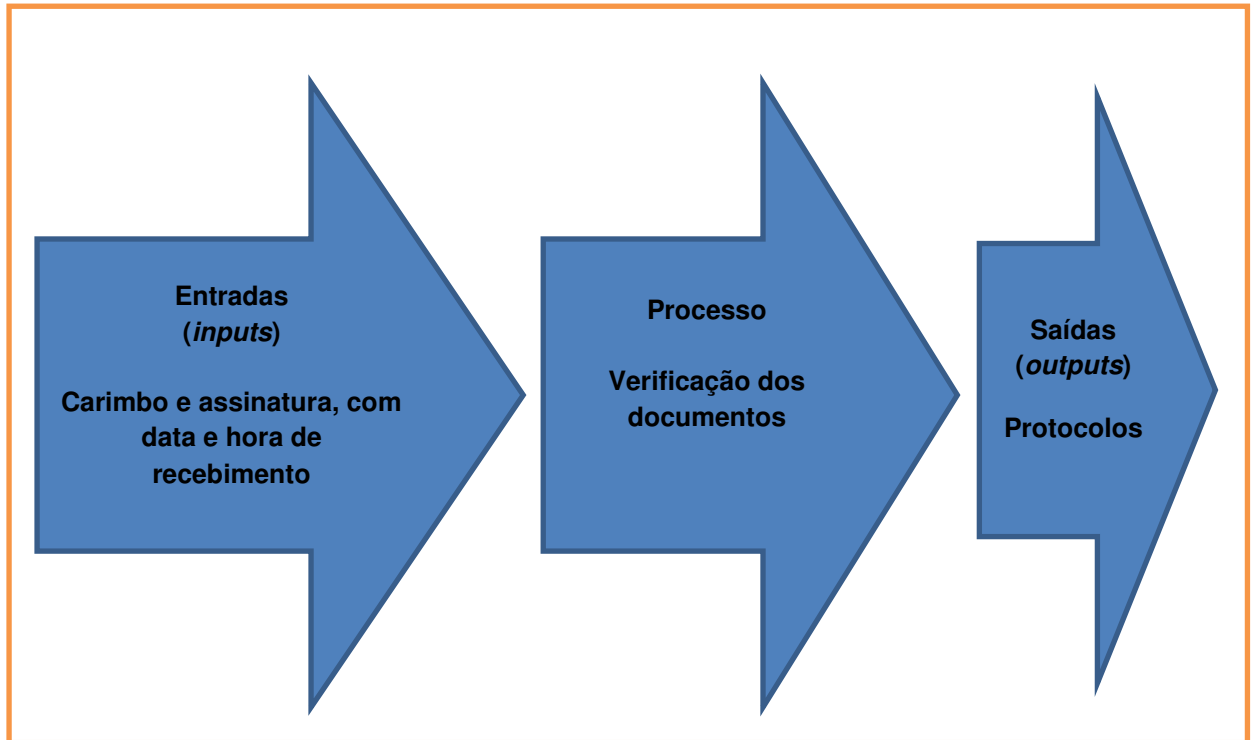 Entradas
(inputs)
Carimbo e assinatura, com
data e hora de
recebimento
Processo
Verificação dos
documentos
Saídas
(outputs)
Protocolos